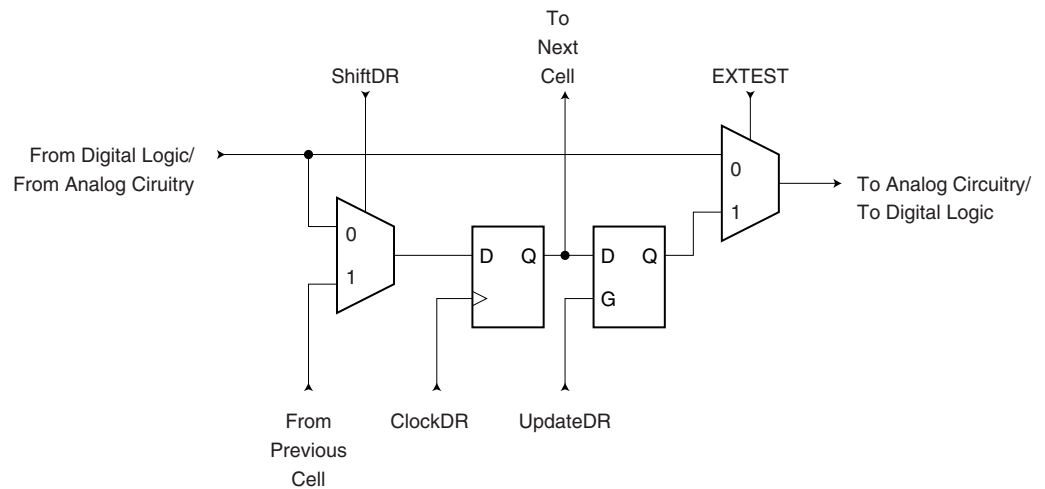 To
Next
Cell
ShiftDR
EXTEST
From Digital Logic/
From Analog Ciruitry
0
1
D Q
D Q
G
0
1
To Analog Circuitry/
To Digital Logic
From
Previous
Cell
ClockDR
UpdateDR